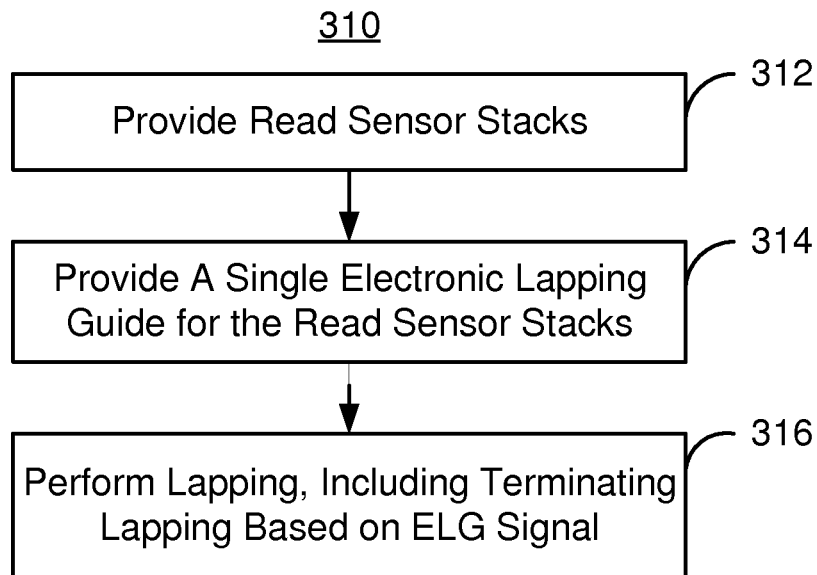 310
312
Provide Read Sensor Stacks
314
Provide A Single Electronic Lapping
Guide for the Read Sensor Stacks
316
Perform Lapping, Including Terminating
Lapping Based on ELG Signal